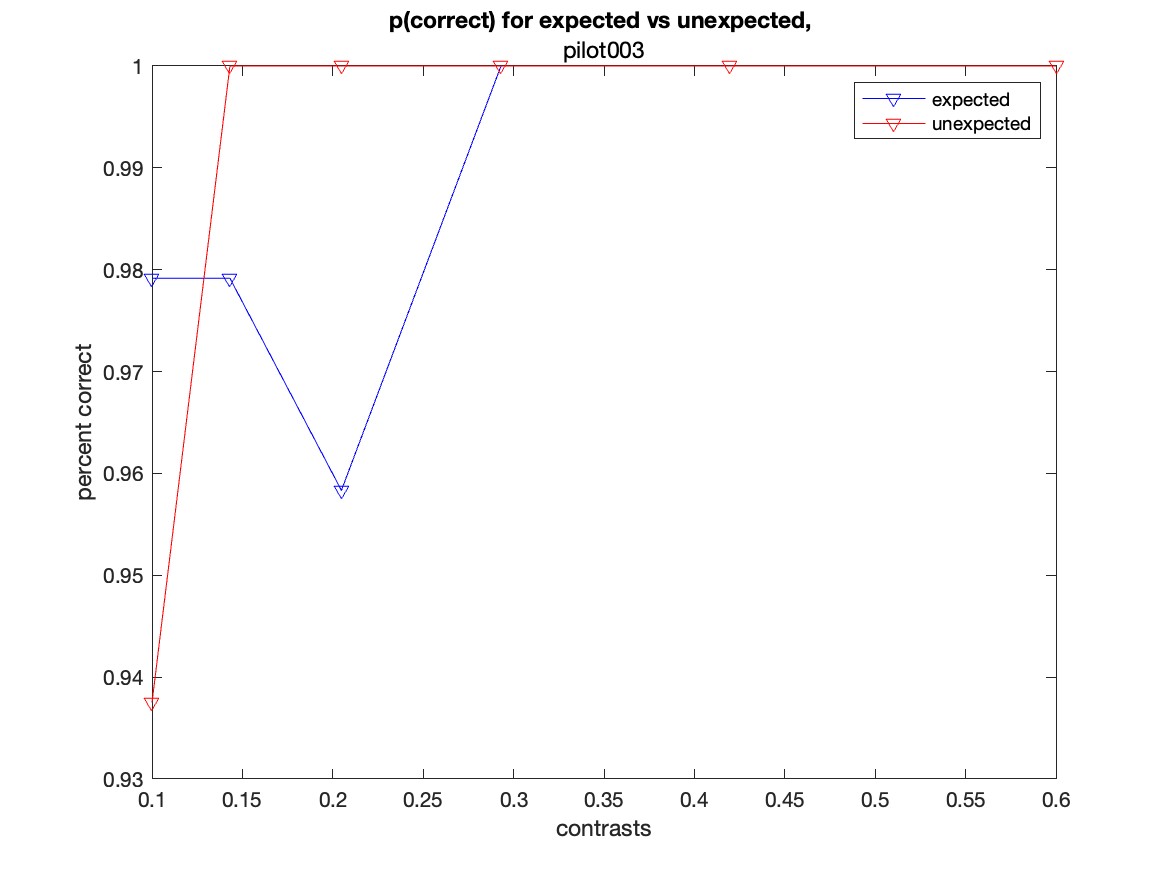 p(correct) for expected vs unexpected,
pilot003
expected
unexpected
percent correct
1
0.99
0.98
0.97
0.96
0.95
0.94
0.93
0.1 0.15 0.2 0.25 0.3 0.35 0.4 0.45 0.5 0.55 0.6
contrasts